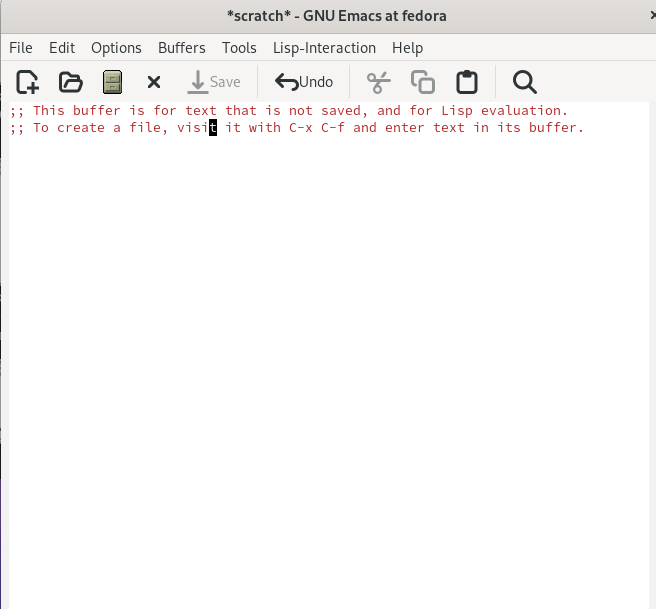 *scratch* - GNU Emacs at fedora
File Edit Options Buffers Tools Lisp-Interaction Help
Save Undo
;; This buffer is for text that is not saved, and for Lisp evaluation.
;; To create a file, visit it with C-x C-f and enter text in its buffer.